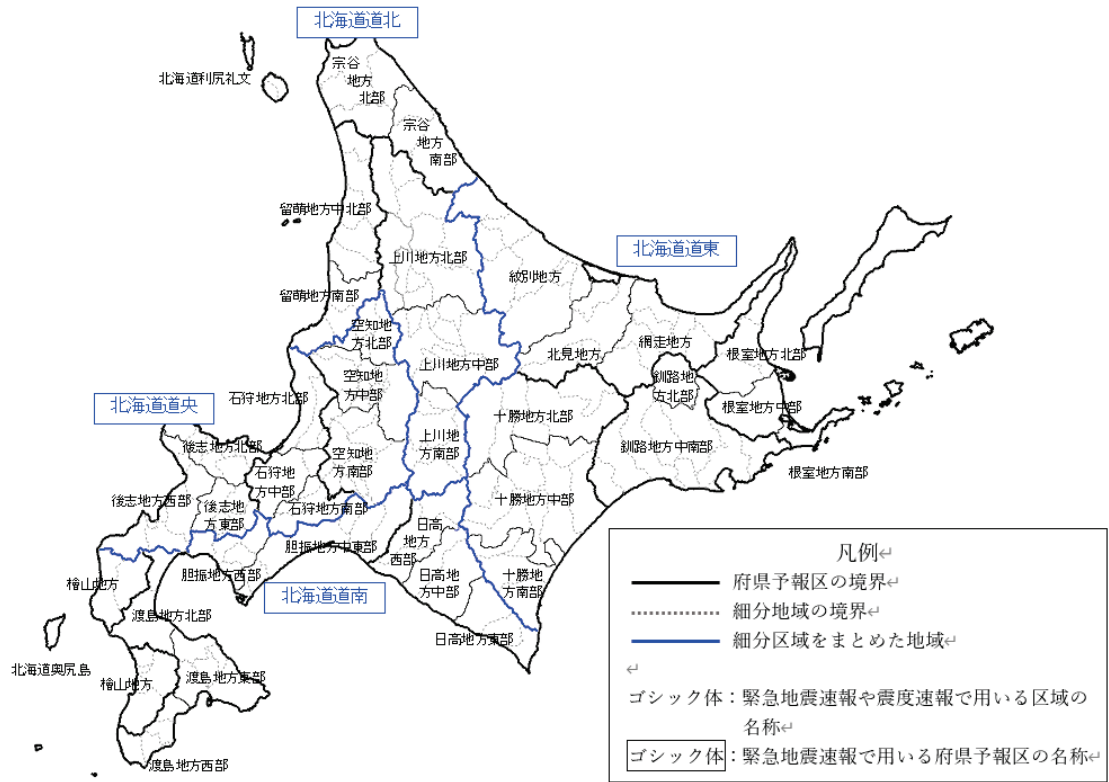 北海道道北
北海道利尻礼文
宗谷
地方
北部
宗谷
地方
南部
留萌地方中北部
上川地方北部
北海道道東
紋別地方
留萌地方南部
空知地
方北部
上川地方中部
北見地方
網走地方
根室地方北部
空知地
方中部
釧路地
方北部
石狩地方北部
北海道道央
十勝地方北部
根室地方中部
後志地方北部
上川地
方南部
釧路地方中南部
空知地
方南部
石狩地
方中部
根室地方南部
後志地方西部
十勝地方中部
後志地
方東部
石狩地方南部
日高
地方
西部
胆振地方中東部
胆振地方西部
檜山地方
日高地
方中部
十勝地
方南部
北海道道南
渡島地方北部
日高地方東部
北海道奥尻島
渡島地方東部
檜山地方
渡島地方西部
凡例↵
府県予報区の境界↵
細分地域の境界↵
細分区域をまとめた地域↵
↵
ゴシック体：緊急地震速報や震度速報で用いる区域の
名称↵
ゴシック体：緊急地震速報で用いる府県予報区の名称↵